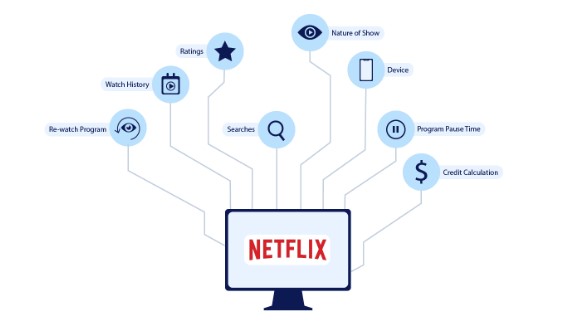 Nature of Show
Ratings
Device
Watch History
Re-watch Program
Searches
Program Pause Time
Credit Calculation
NETFLIX